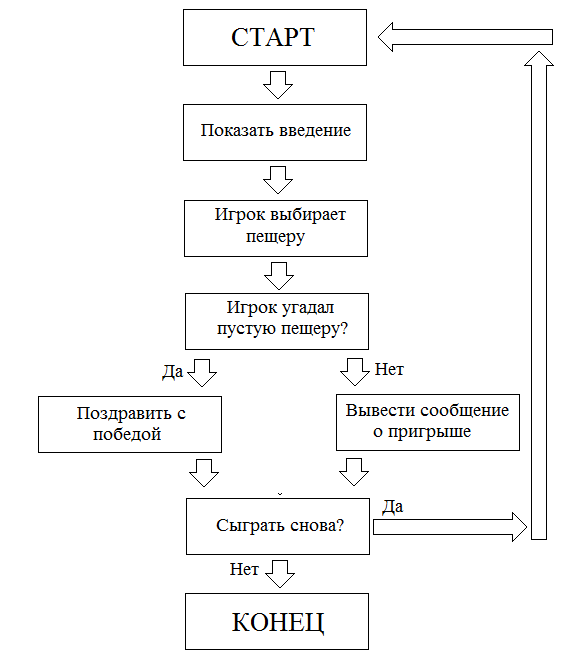 СТАРТ
Показать введение
Игрок выбирает
пещеру
Игрок угадал
пустую пещеру?
Да
Нет
Поздравить с
победой
Вывести сообщение
о пригрыше
Да
Сыграть снова?
Нет
КОНЕЦ